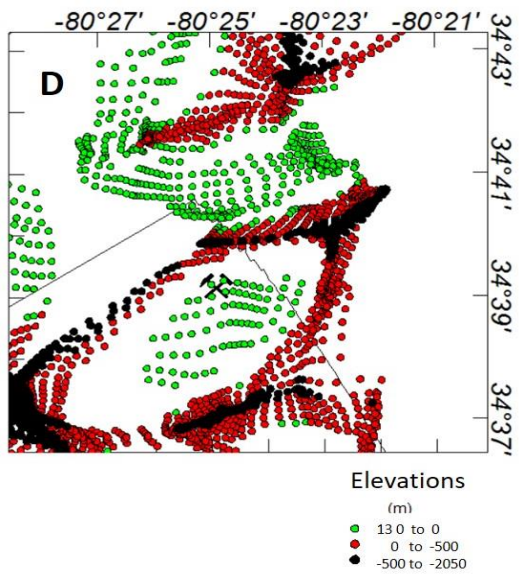 -80°27' -80°25' -80°23' -80°21'
D
34°43'
34°41'
34°39'
34°37'
Elevations
(m)
13 0 to 0
0 to -500
-500 to -2050